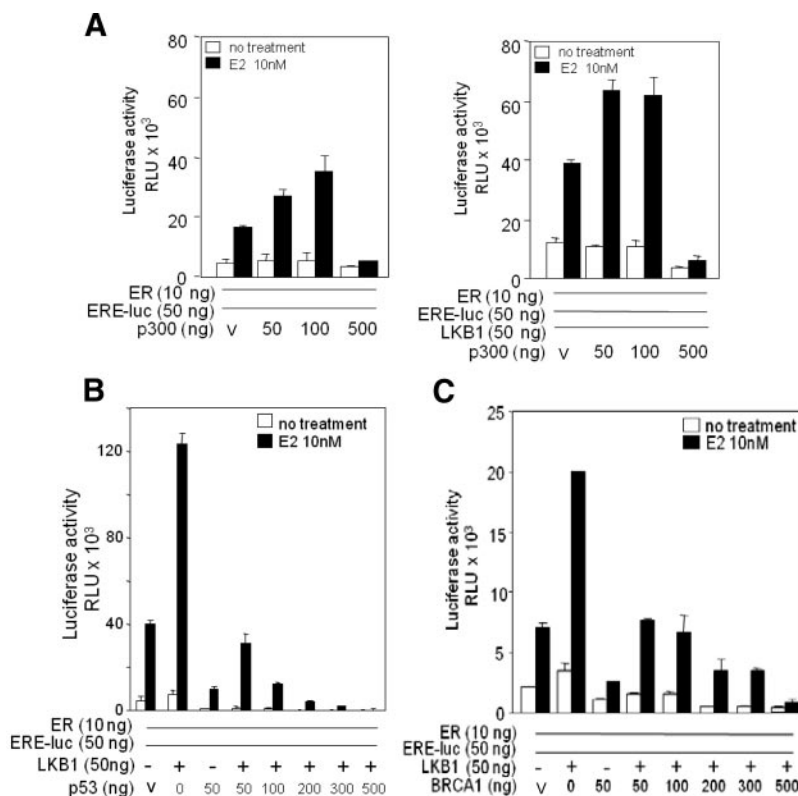 A
80
60
40
20
0
Luciferase activity
RLU x 10³
no treatment
E2 10nM
ER (10 ng)
ERE-luc (50 ng)
p300 (ng) V 50 100 500
80
60
40
20
0
Luciferase activity
RLU x 10³
no treatment
E2 10nM
ER (10 ng)
ERE-luc (50 ng)
LKB1 (50 ng)
p300 (ng) V 50 100 500
B
120
80
40
0
Luciferase activity
RLU x 10³
no treatment
E2 10nM
ER (10 ng)
ERE-luc (50 ng)
LKB1 (50ng) - + - + + + + +
p53 (ng) V 0 50 50 100 200 300 500
C
25
20
15
10
5
0
Luciferase activity
RLU x 10³
no treatment
E2 10nM
ER (10 ng)
ERE-luc (50 ng)
LKB1 (50 ng) - + - + + + + +
BRCA1 (ng) V 0 50 50 100 200 300 500